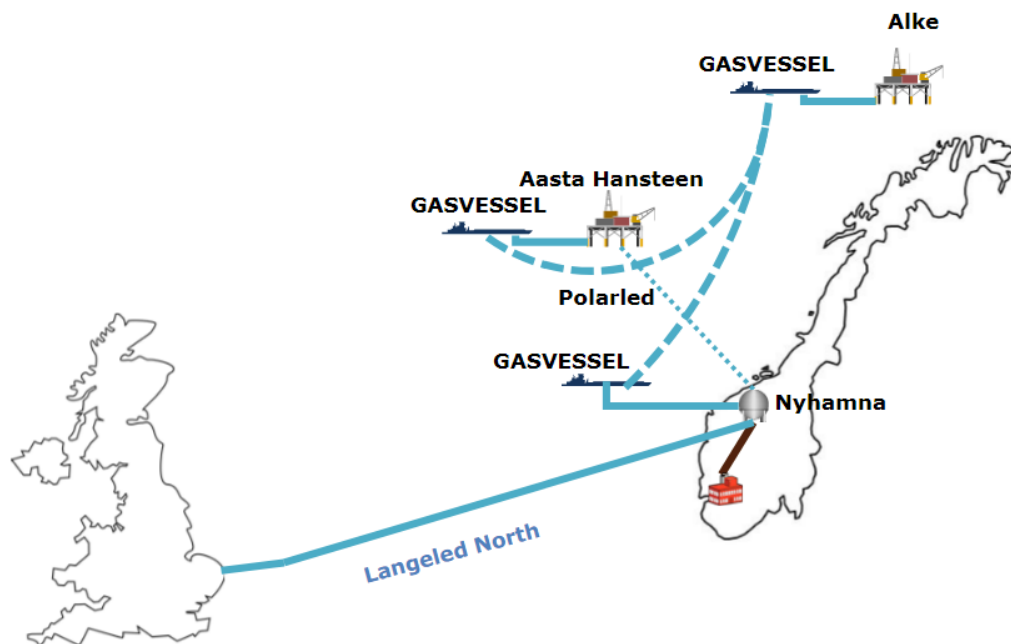 Alke
GASVESSEL
Aasta Hansteen
GASVESSEL
Polarled
GASVESSEL
Nyhamna
Langeled North